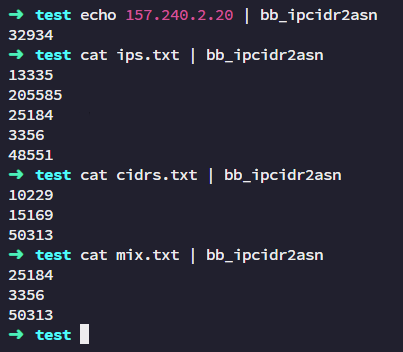 ➜ test echo 157.240.2.20 | bb_ipcidr2asn
32934
➜ test cat ips.txt | bb_ipcidr2asn
13335
205585
25184
3356
48551
➜ test cat cidrs.txt | bb_ipcidr2asn
10229
15169
50313
➜ test cat mix.txt | bb_ipcidr2asn
25184
3356
50313
➜ test